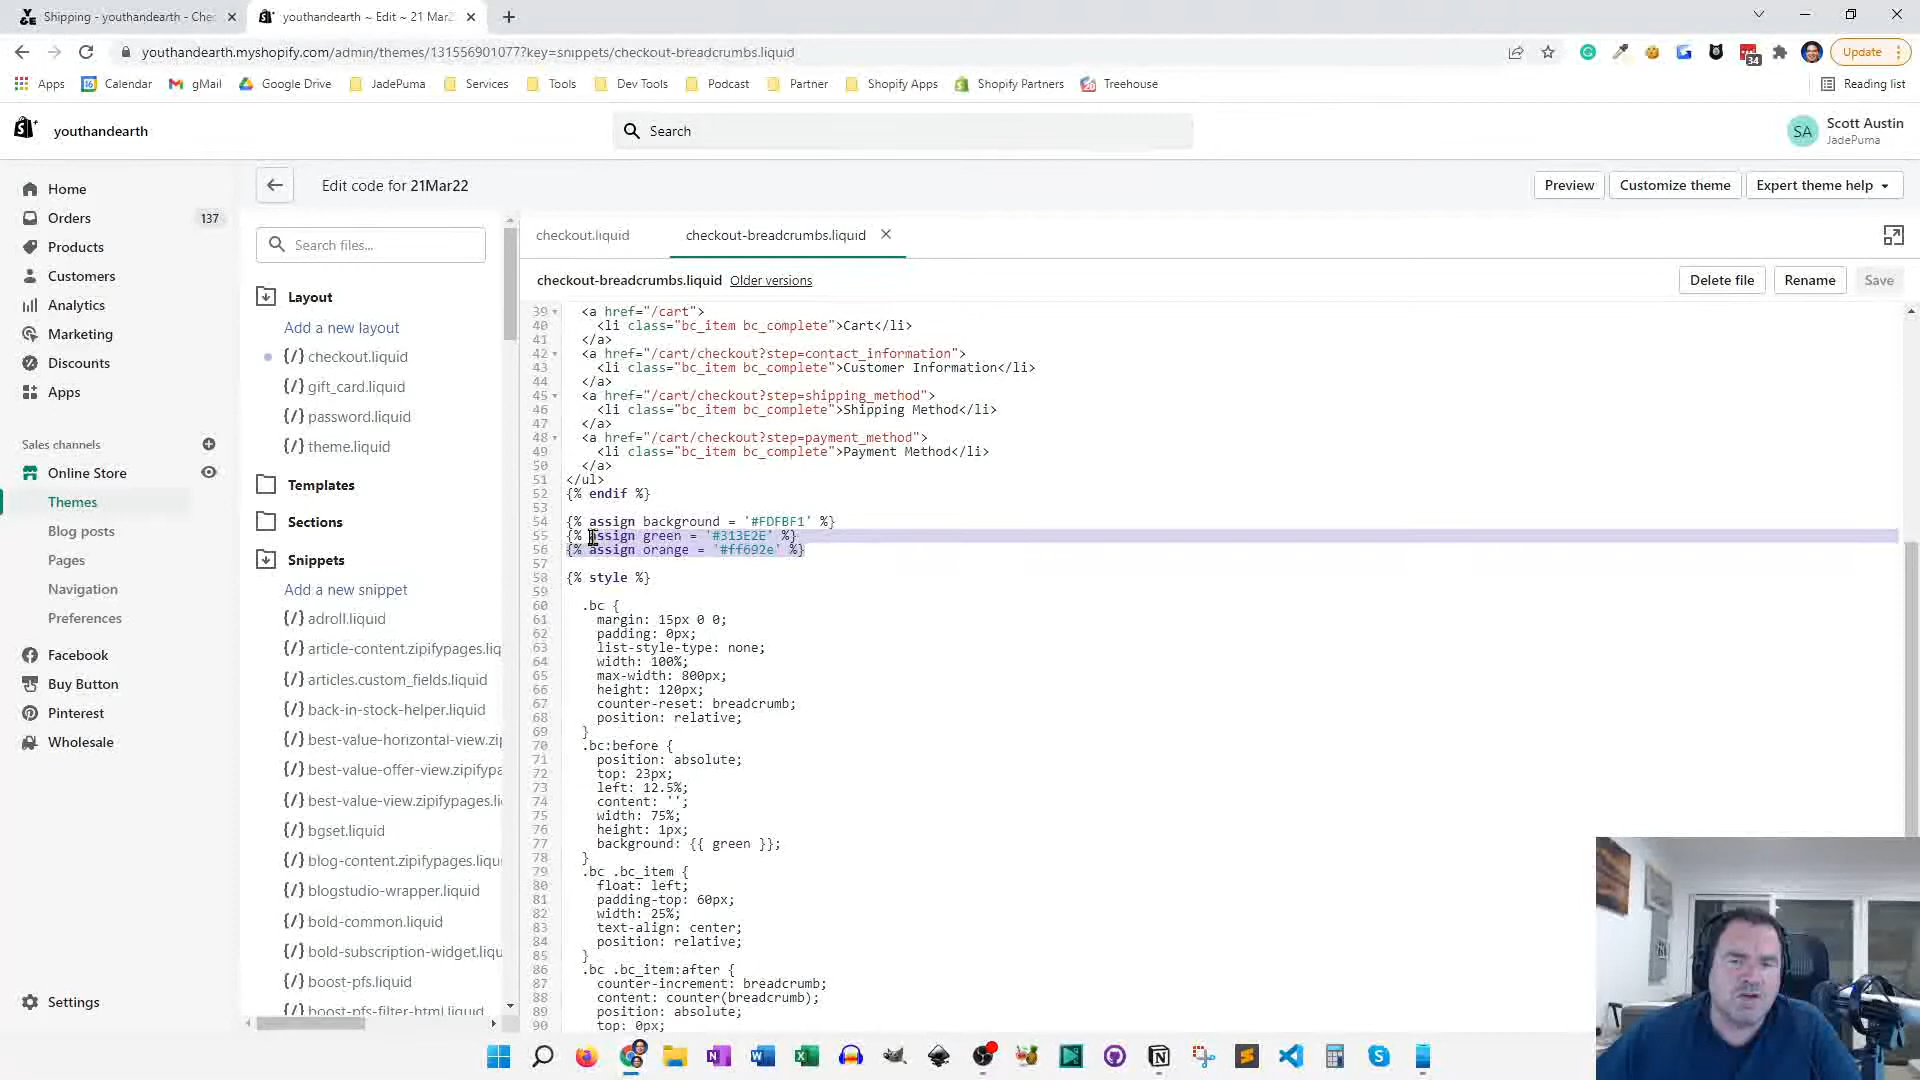 Shipping - youthandearth - Chec
youthandearth ~ Edit ~ 21 Mar2
youthandearth.myshopify.com/admin/themes/131556901077?key=snippets/checkout-breadcrumbs.liquid
Update
34
Apps
Calendar
gMail
Google Drive
JadePuma
Services
Tools
Dev Tools
Podcast
Partner
Shopify Apps
Shopify Partners
Treehouse
Reading list
youthandearth
Search
SA
Scott Austin
JadePuma
Home
Orders
137
Products
Customers
Analytics
Marketing
Discounts
Apps
Sales channels
Online Store
Themes
Blog posts
Pages
Navigation
Preferences
Facebook
Buy Button
Pinterest
Wholesale
Settings
Edit code for 21Mar22
Preview
Customize theme
Expert theme help
Search files...
Layout
Add a new layout
{/} checkout.liquid
{/} gift_card.liquid
{/} password.liquid
{/} theme.liquid
Templates
Sections
Snippets
Add a new snippet
{/} adroll.liquid
{/} article-content.zipifypages.liq
{/} articles.custom_fields.liquid
{/} back-in-stock-helper.liquid
{/} best-value-horizontal-view.zip
{/} best-value-offer-view.zipifypa
{/} best-value-view.zipifypages.li
{/} bgset.liquid
{/} blog-content.zipifypages.liqu
{/} blogstudio-wrapper.liquid
{/} bold-common.liquid
{/} bold-subscription-widget.liqu
{/} boost-pfs.liquid
{/} boost-pfs-filter-html.liquid
checkout.liquid
checkout-breadcrumbs.liquid
checkout-breadcrumbs.liquid Older versions
Delete file
Rename
Save
39 <a href="/cart">
40 <li class="bc_item bc_complete">Cart</li>
41 </a>
42 <a href="/cart/checkout?step=contact_information">
43 <li class="bc_item bc_complete">Customer Information</li>
44 </a>
45 <a href="/cart/checkout?step=shipping_method">
46 <li class="bc_item bc_complete">Shipping Method</li>
47 </a>
48 <a href="/cart/checkout?step=payment_method">
49 <li class="bc_item bc_complete">Payment Method</li>
50 </a>
51 </ul>
52 {% endif %}
53
54 {% assign background = '#FDFBF1' %}
55 {% assign green = '#313E2E' %}
56 {% assign orange = '#ff692e' %}
57
58 {% style %}
59
60 .bc {
61 margin: 15px 0 0;
62 padding: 0px;
63 list-style-type: none;
64 width: 100%;
65 max-width: 800px;
66 height: 120px;
67 counter-reset: breadcrumb;
68 position: relative;
69 }
70 .bc:before {
71 position: absolute;
72 top: 23px;
73 left: 12.5%;
74 content: '';
75 width: 75%;
76 height: 1px;
77 background: {{ green }};
78 }
79 .bc .bc_item {
80 float: left;
81 padding-top: 60px;
82 width: 25%;
83 text-align: center;
84 position: relative;
85 }
86 .bc .bc_item:after {
87 counter-increment: breadcrumb;
88 content: counter(breadcrumb);
89 position: absolute;
90 top: 0px;